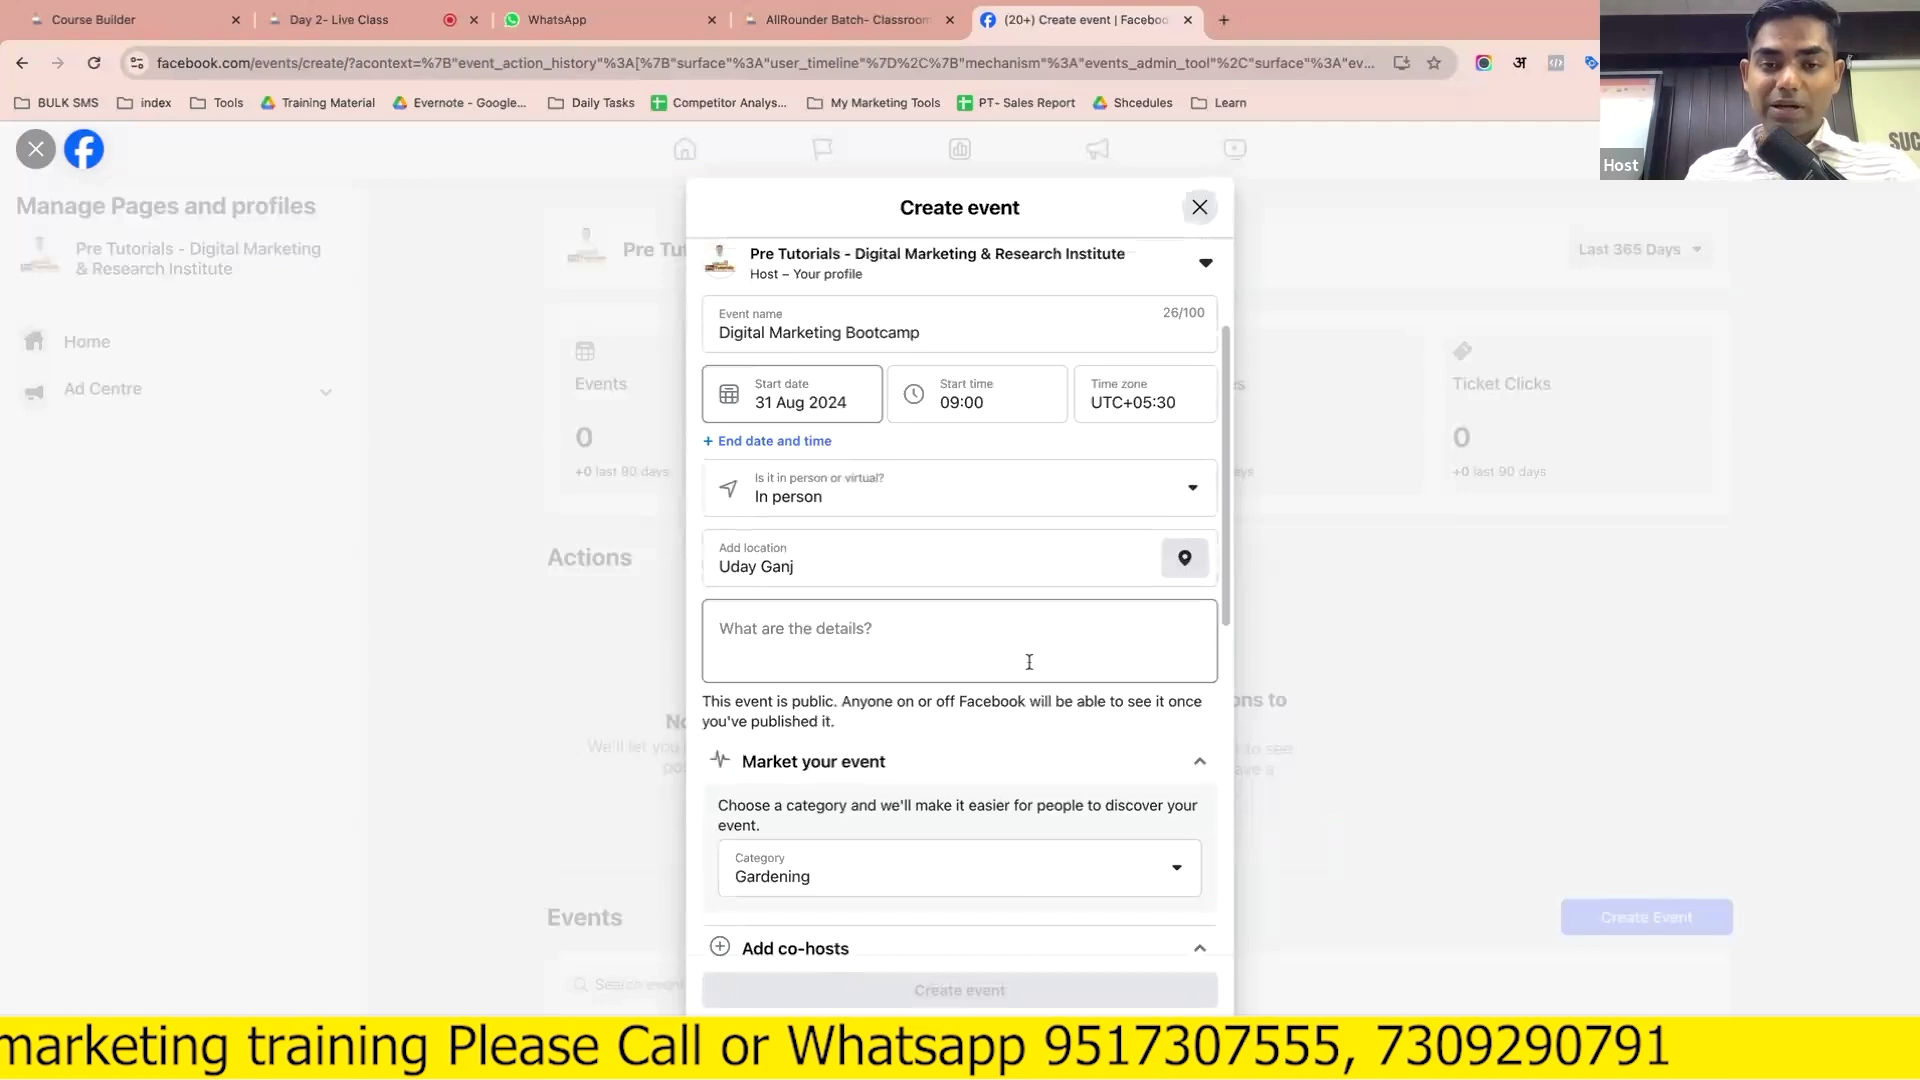 Course Builder
Day 2- Live Class
WhatsApp
AllRounder Batch- Classroom
(20+) Create event | Faceboo
facebook.com/events/create/?acontext=%7B"event_action_history"%3A[%7B"surface"%3A"user_timeline"%7D%2C%7B"mechanism"%3A"events_admin_tool"%2C"surface"%3A"ev...
अ
BULK SMS
index
Tools
Training Material
Evernote - Google...
Daily Tasks
Competitor Analys...
My Marketing Tools
PT- Sales Report
Shcedules
Learn
SUC
Host
Manage Pages and profiles
Pre Tutorials - Digital Marketing
& Research Institute
Home
Ad Centre
Pre Tu
Last 365 Days
Events
0
+0 last 90 days
Ticket Clicks
0
+0 last 90 days
Actions
We'll let you
Events
Create Event
Search event
Create event
Pre Tutorials - Digital Marketing & Research Institute
Host – Your profile
Event name
26/100
Digital Marketing Bootcamp
Start date
31 Aug 2024
Start time
09:00
Time zone
UTC+05:30
+ End date and time
Is it in person or virtual?
In person
Add location
Uday Ganj
What are the details?
This event is public. Anyone on or off Facebook will be able to see it once
you've published it.
Market your event
Choose a category and we'll make it easier for people to discover your
event.
Category
Gardening
Add co-hosts
Create event
marketing training Please Call or Whatsapp 9517307555, 7309290791